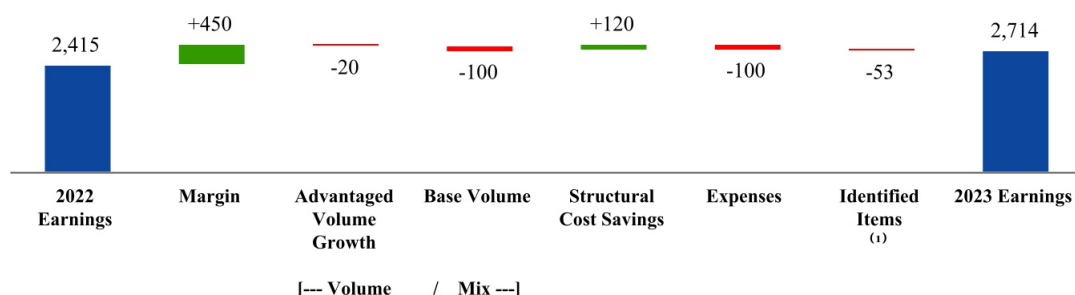 2,415
+450
-20
-100
+120
-100
-53
2,714
2022
Earnings
Margin
Advantaged
Volume
Growth
Base Volume
Structural
Cost Savings
Expenses
Identified
Items
⁽¹⁾
2023 Earnings
[--- Volume / Mix ---]